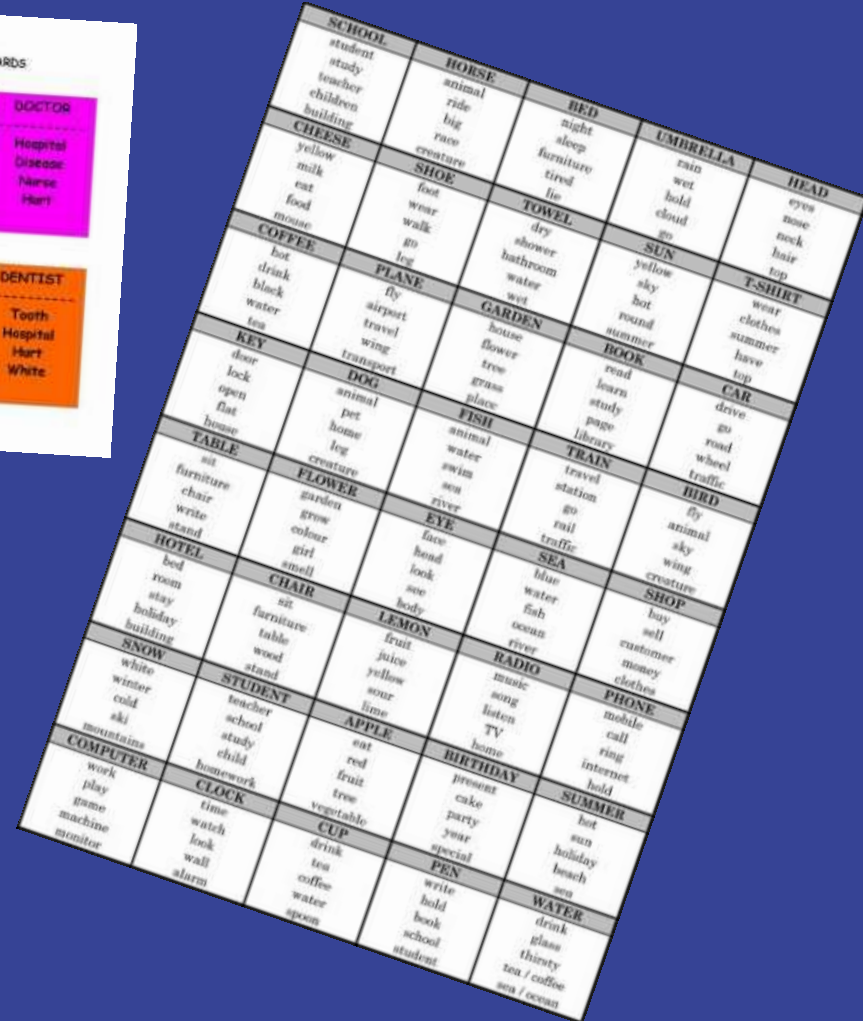 ARDS
DOCTOR
Hospital
Disease
Nurse
Hurt
DENTIST
Tooth
Hospital
Hurt
White
SCHOOL
student
study
teacher
children
building
HORSE
animal
ride
big
race
creature
BED
night
sleep
furniture
tired
lie
UMBRELLA
rain
wet
hold
cloud
go
HEAD
eyes
nose
neck
hair
top
CHEESE
yellow
milk
eat
food
mouse
SHOE
foot
wear
walk
go
leg
TOWEL
dry
shower
bathroom
water
wet
SUN
yellow
sky
hot
round
summer
T-SHIRT
wear
clothes
summer
have
top
COFFEE
hot
drink
black
water
tea
PLANE
fly
airport
travel
wing
transport
GARDEN
house
flower
tree
grass
place
BOOK
read
learn
study
page
library
CAR
drive
go
road
wheel
traffic
KEY
door
lock
open
flat
house
DOG
animal
pet
home
leg
creature
FISH
animal
water
swim
sea
river
TRAIN
travel
station
go
rail
traffic
BIRD
fly
animal
sky
wing
creature
TABLE
sit
furniture
chair
write
stand
FLOWER
garden
grow
colour
girl
smell
EYE
face
head
look
see
body
SEA
blue
water
fish
ocean
river
SHOP
buy
sell
customer
money
clothes
HOTEL
bed
room
stay
holiday
building
CHAIR
sit
furniture
table
wood
stand
LEMON
fruit
juice
yellow
sour
lime
RADIO
music
song
listen
TV
home
PHONE
mobile
call
ring
internet
hold
SNOW
white
winter
cold
ski
mountains
STUDENT
teacher
school
study
child
homework
APPLE
eat
red
fruit
tree
vegetable
BIRTHDAY
present
cake
party
year
special
SUMMER
hot
sun
holiday
beach
sea
COMPUTER
work
play
game
machine
monitor
CLOCK
time
watch
look
wall
alarm
CUP
drink
tea
coffee
water
spoon
PEN
write
hold
book
school
student
WATER
drink
glass
thirsty
tea / coffee
sea / ocean